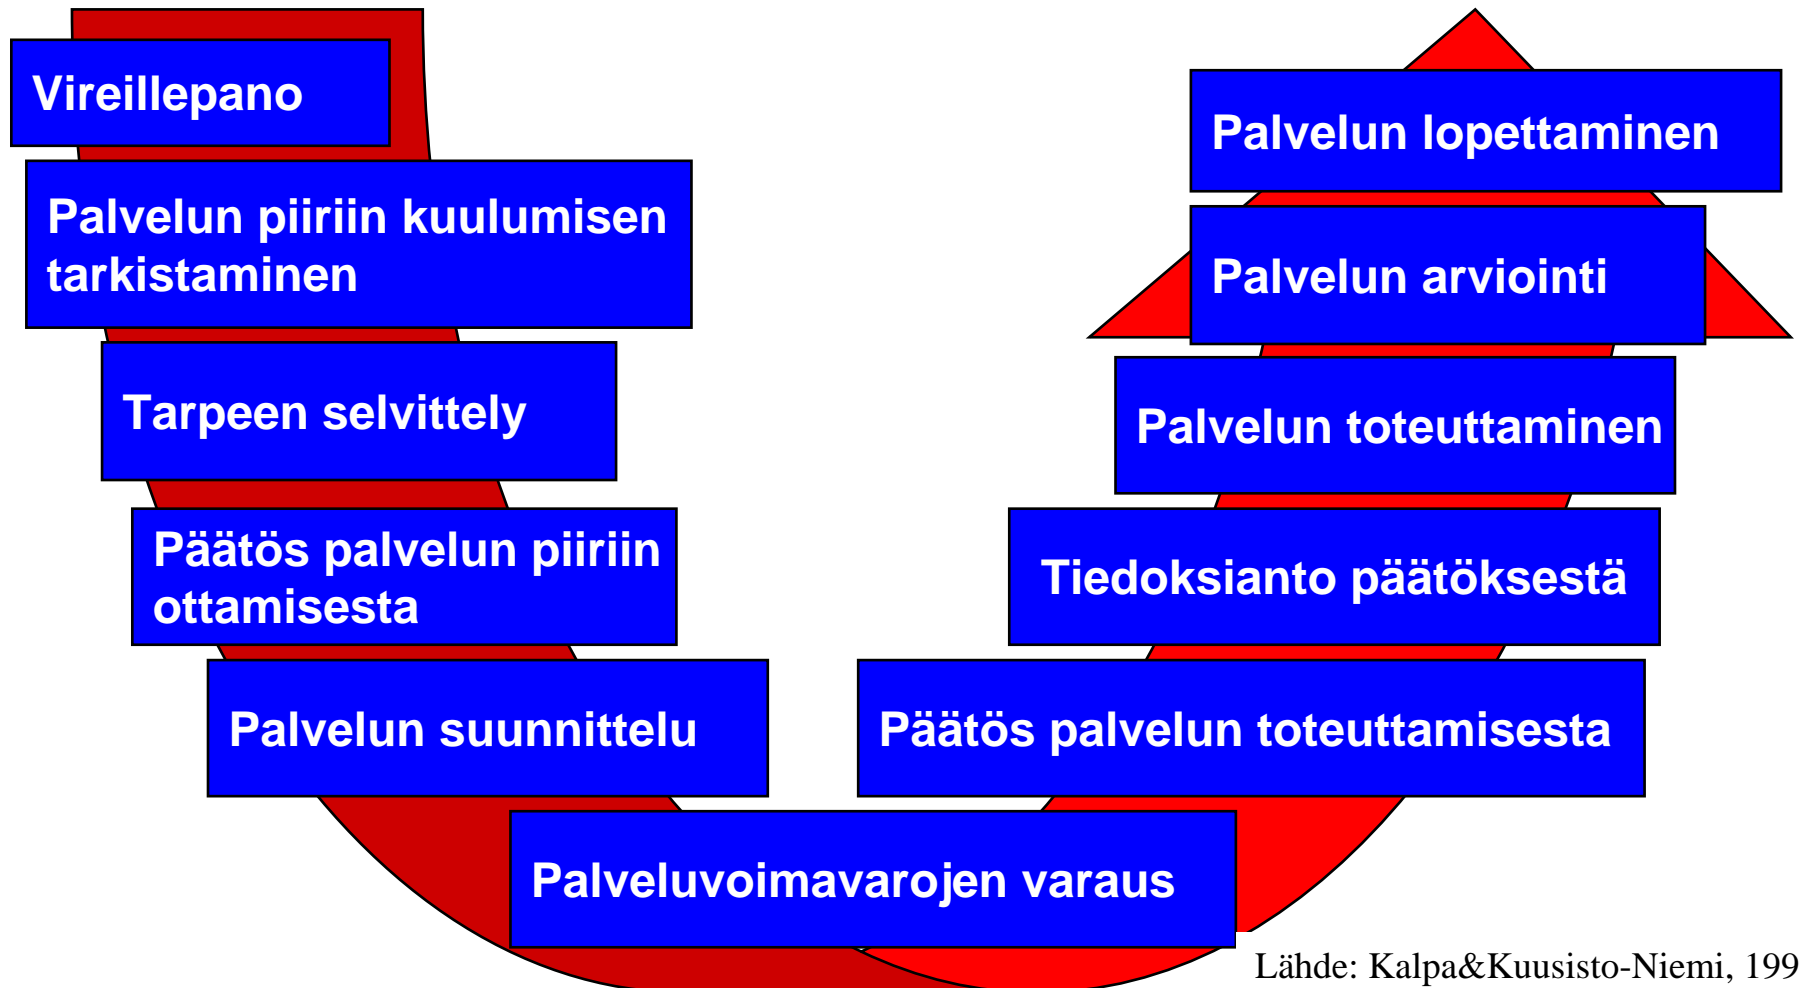 Vireillepano
Palvelun piiriin kuulumisen
tarkistaminen
Tarpeen selvittely
Päätös palvelun piiriin
ottamisesta
Palvelun suunnittelu
Palveluvoimavarojen varaus
Päätös palvelun toteuttamisesta
Tiedoksianto päätöksestä
Palvelun toteuttaminen
Palvelun arviointi
Palvelun lopettaminen
Lähde: Kalpa&Kuusisto-Niemi, 199